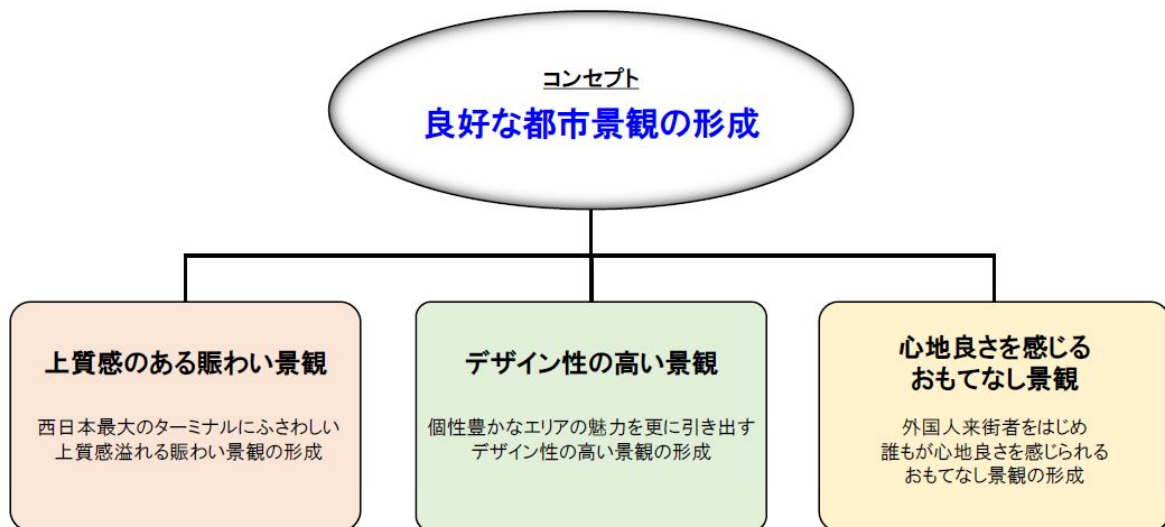 コンセプト
良好な都市景観の形成
上質感のある賑わい景観
西日本最大のターミナルにふさわしい
上質感溢れる賑わい景観の形成
デザイン性の高い景観
個性豊かなエリアの魅力を更に引き出す
デザイン性の高い景観の形成
心地良さを感じる
おもてなし景観
外国人来街者をはじめ
誰もが心地良さを感じられる
おもてなし景観の形成